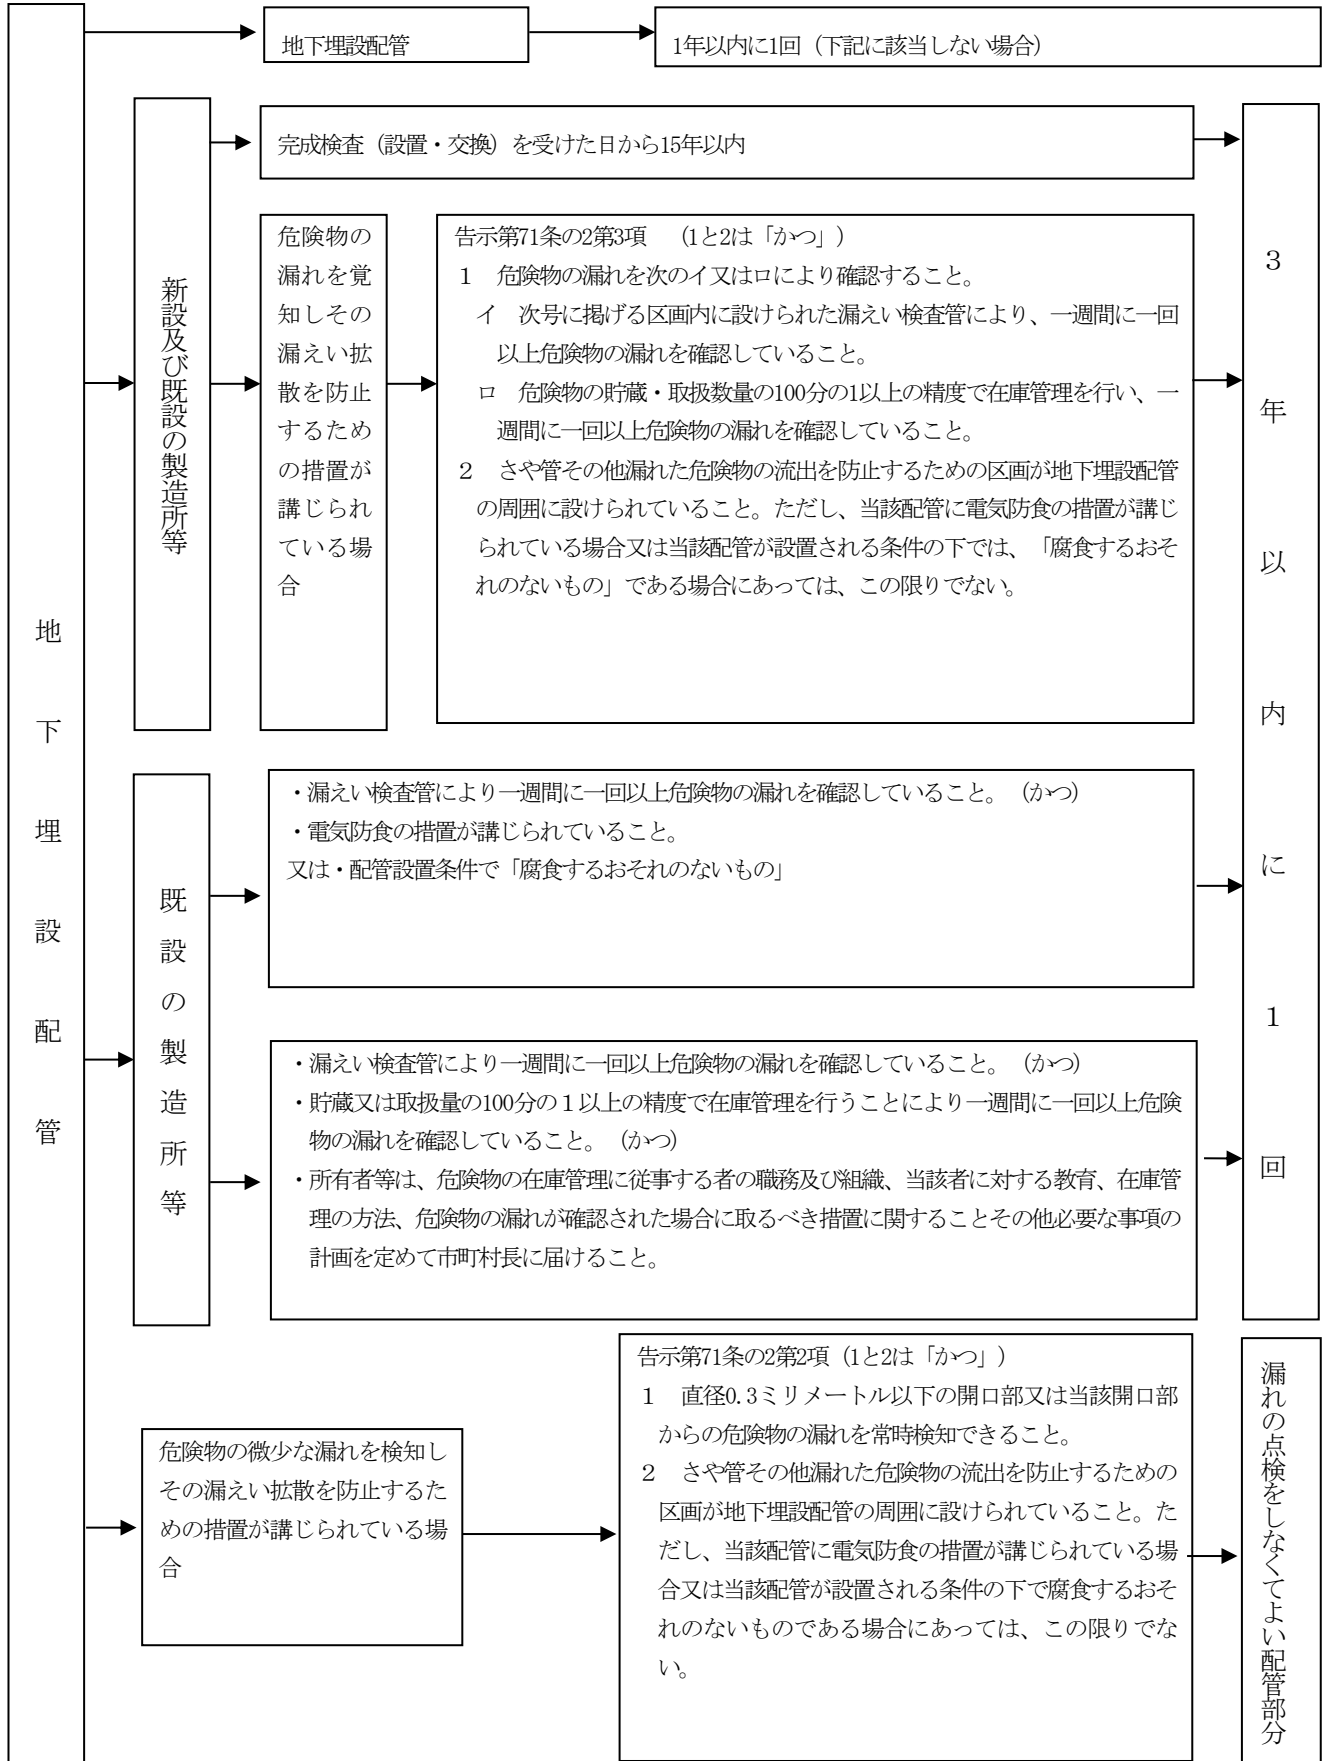 地下埋設配管
地下埋設配管
1年以内に1回（下記に該当しない場合）
新設及び既設の製造所等
完成検査（設置・交換）を受けた日から15年以内
危険物の
漏れを覚
知しその
漏えい拡
散を防止
するため
の措置が
講じられ
ている場
合
告示第71条の2第3項　（1と2は「かつ」）
１　危険物の漏れを次のイ又はロにより確認すること。
イ　次号に掲げる区画内に設けられた漏えい検査管により、一週間に一回
以上危険物の漏れを確認していること。
ロ　危険物の貯蔵・取扱数量の100分の1以上の精度で在庫管理を行い、一
週間に一回以上危険物の漏れを確認していること。
２　さや管その他漏れた危険物の流出を防止するための区画が地下埋設配管
の周囲に設けられていること。ただし、当該配管に電気防食の措置が講じ
られている場合又は当該配管が設置される条件の下では、「腐食するおそ
れのないもの」である場合にあっては、この限りでない。
３年以内に１回
既設の製造所等
・漏えい検査管により一週間に一回以上危険物の漏れを確認していること。（かつ）
・電気防食の措置が講じられていること。
又は・配管設置条件で「腐食するおそれのないもの」
・漏えい検査管により一週間に一回以上危険物の漏れを確認していること。（かつ）
・貯蔵又は取扱量の100分の１以上の精度で在庫管理を行うことにより一週間に一回以上危険
物の漏れを確認していること。（かつ）
・所有者等は、危険物の在庫管理に従事する者の職務及び組織、当該者に対する教育、在庫管
理の方法、危険物の漏れが確認された場合に取るべき措置に関することその他必要な事項の
計画を定めて市町村長に届けること。
危険物の微少な漏れを検知し
その漏えい拡散を防止するた
めの措置が講じられている場
合
告示第71条の2第2項（1と2は「かつ」）
１　直径0.3ミリメートル以下の開口部又は当該開口部
からの危険物の漏れを常時検知できること。
２　さや管その他漏れた危険物の流出を防止するための
区画が地下埋設配管の周囲に設けられていること。た
だし、当該配管に電気防食の措置が講じられている場
合又は当該配管が設置される条件の下で腐食するおそ
れのないものである場合にあっては、この限りでな
い。
漏れの点検をしなくてよい配管部分